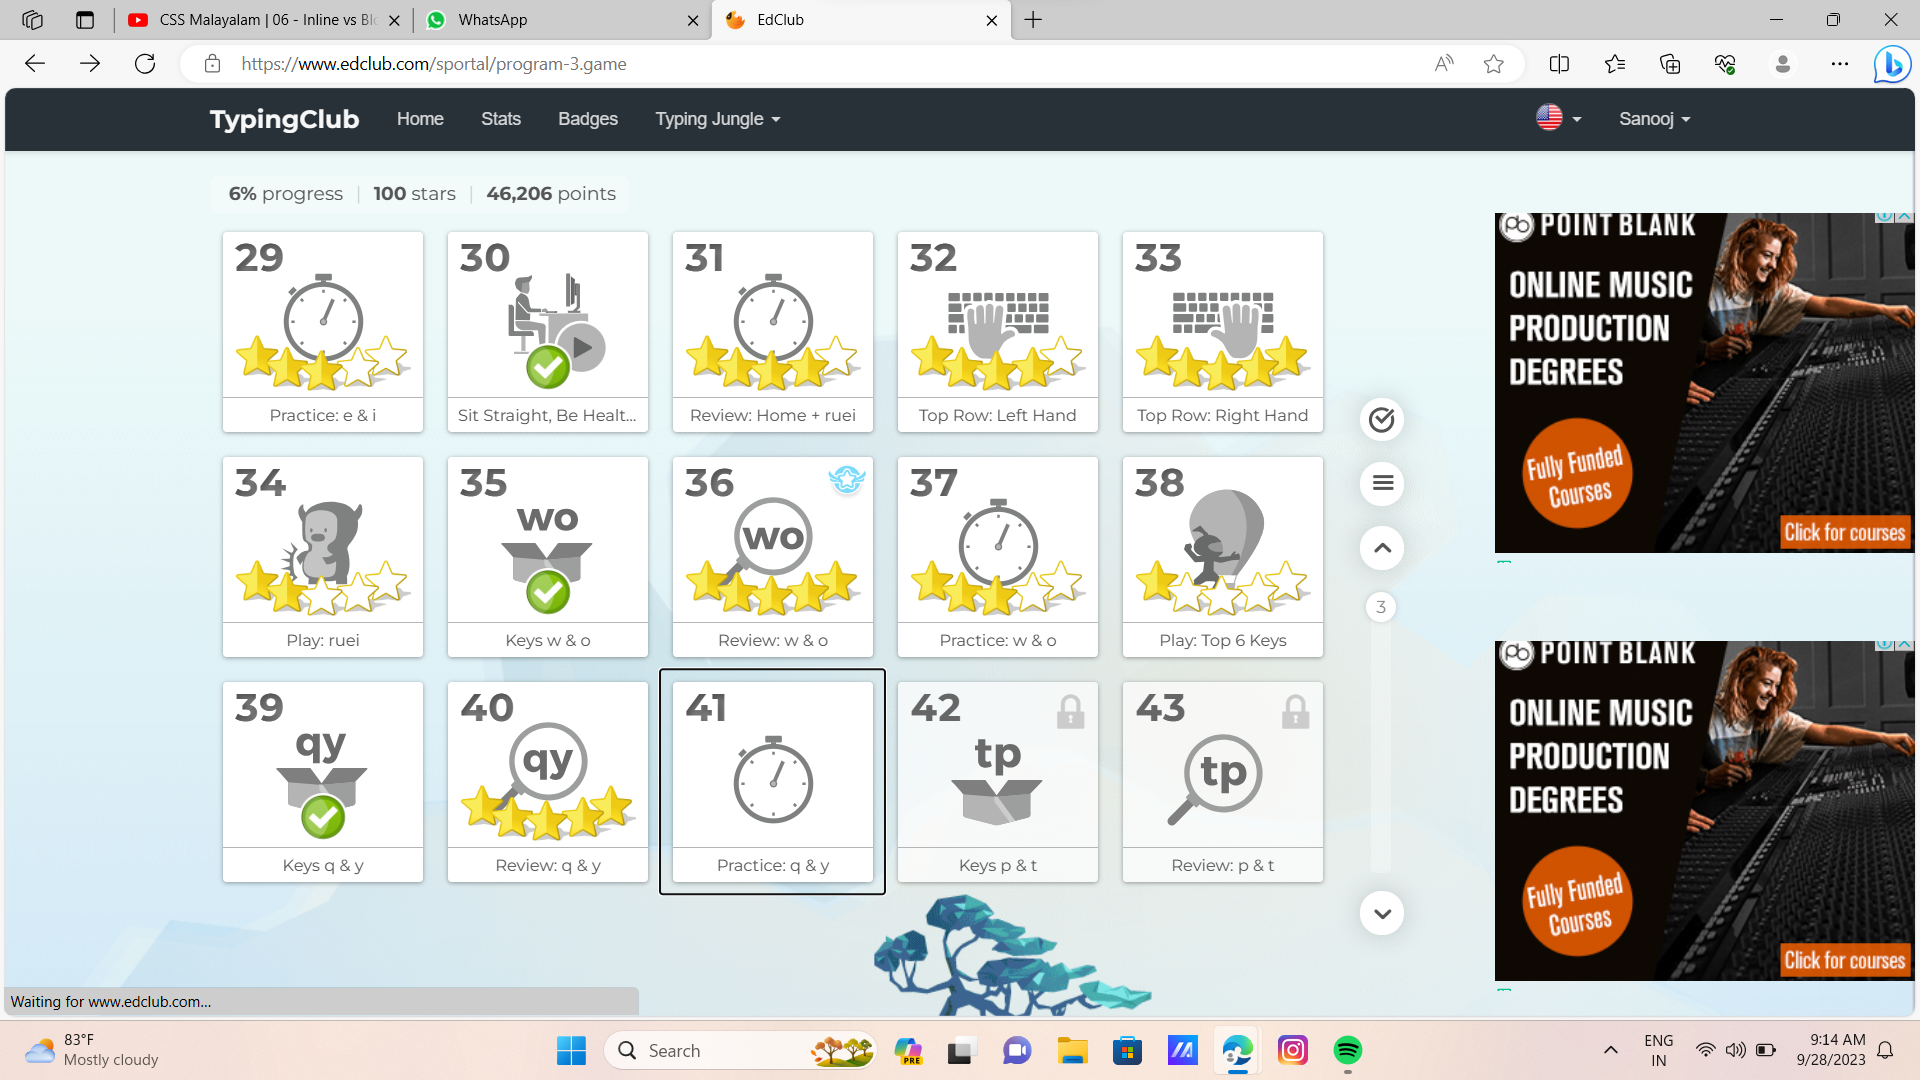 CSS Malayalam | 06 - Inline vs Blo
WhatsApp
EdClub
https://www.edclub.com/sportal/program-3.game
TypingClub
Home
Stats
Badges
Typing Jungle
Sanooj
6% progress | 100 stars | 46,206 points
29
Practice: e & i
30
Sit Straight, Be Healt...
31
Review: Home + ruei
32
Top Row: Left Hand
33
Top Row: Right Hand
34
Play: ruei
35
wo
Keys w & o
36
wo
Review: w & o
37
Practice: w & o
38
Play: Top 6 Keys
39
qy
Keys q & y
40
qy
Review: q & y
41
Practice: q & y
42
tp
Keys p & t
43
tp
Review: p & t
3
pb POINT BLANK
ONLINE MUSIC
PRODUCTION
DEGREES
Fully Funded
Courses
Click for courses
pb POINT BLANK
ONLINE MUSIC
PRODUCTION
DEGREES
Fully Funded
Courses
Click for courses
Waiting for www.edclub.com...
83°F
Mostly cloudy
Search
PRE
ENG
IN
9:14 AM
9/28/2023